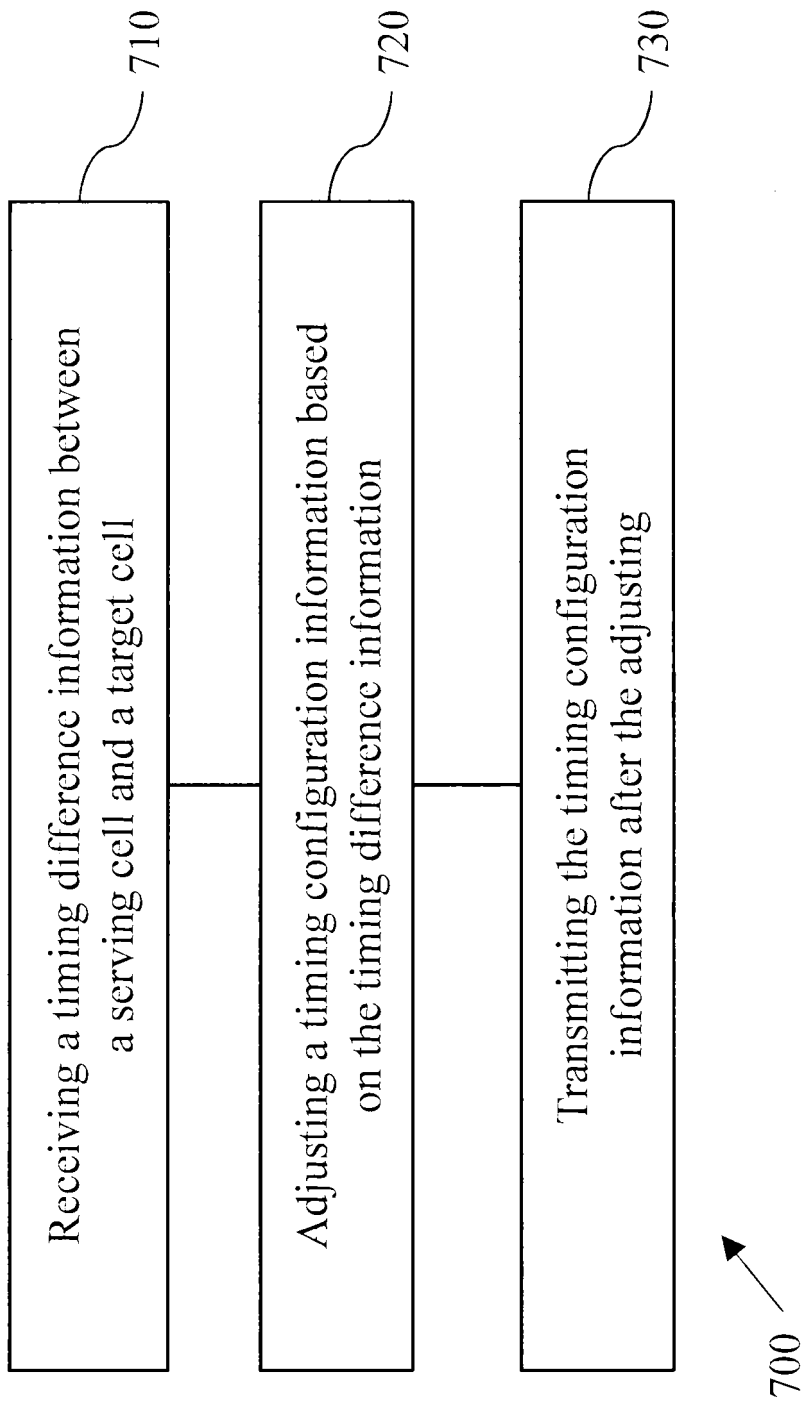 Receiving a timing difference information between
a serving cell and a target cell
710
Adjusting a timing configuration information based
on the timing difference information
720
Transmitting the timing configuration
information after the adjusting
730
700